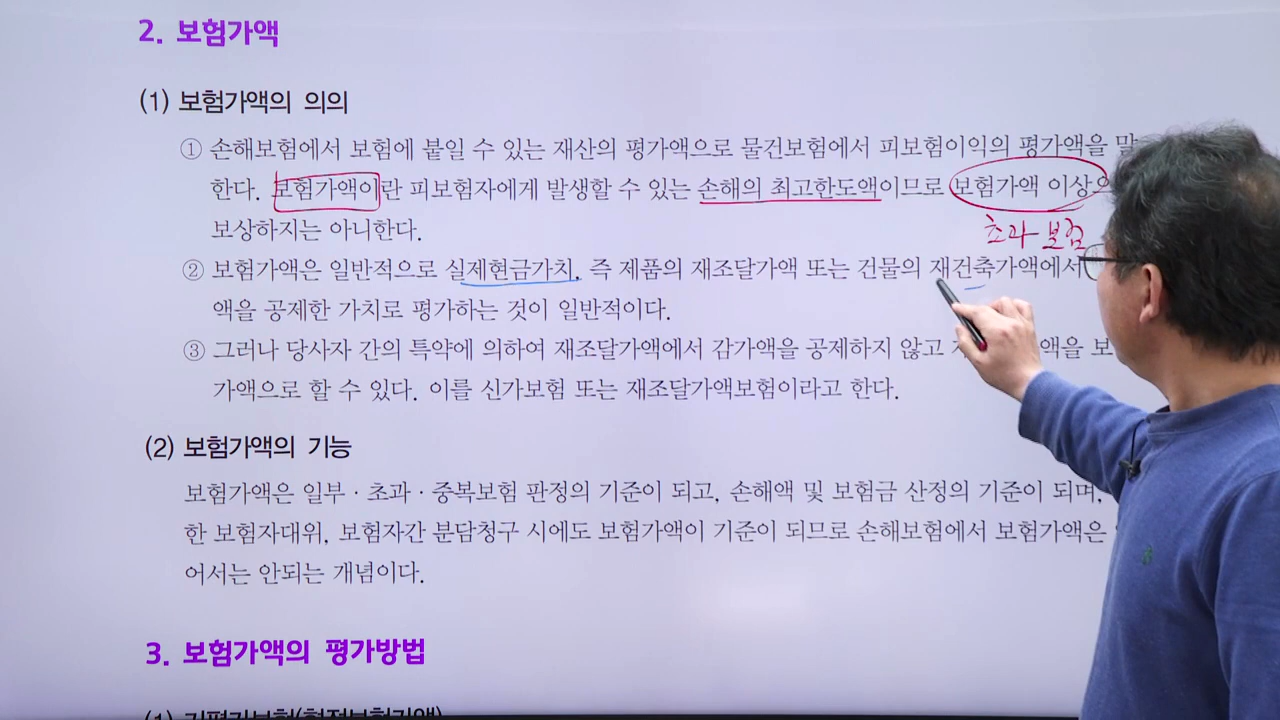 2. 보험가액
(1) 보험가액의 의의
① 손해보험에서 보험에 붙일 수 있는 재산의 평가액으로 물건보험에서 피보험이익의 평가액을 말
한다. 보험가액이란 피보험자에게 발생할 수 있는 손해의 최고한도액이므로 보험가액 이상으
초과 보험
보상하지는 아니한다.
② 보험가액은 일반적으로 실제현금가치, 즉 제품의 재조달가액 또는 건물의 재건축가액에서
액을 공제한 가치로 평가하는 것이 일반적이다.
③ 그러나 당사자 간의 특약에 의하여 재조달가액에서 감가액을 공제하지 않고 액을 보
가액으로 할 수 있다. 이를 신가보험 또는 재조달가액보험이라고 한다.
(2) 보험가액의 기능
보험가액은 일부 · 초과 · 중복보험 판정의 기준이 되고, 손해액 및 보험금 산정의 기준이 되며,
한 보험자대위, 보험자간 분담청구 시에도 보험가액이 기준이 되므로 손해보험에서 보험가액은
어서는 안되는 개념이다.
3. 보험가액의 평가방법
(1) 기평가보험(협정보험가액)